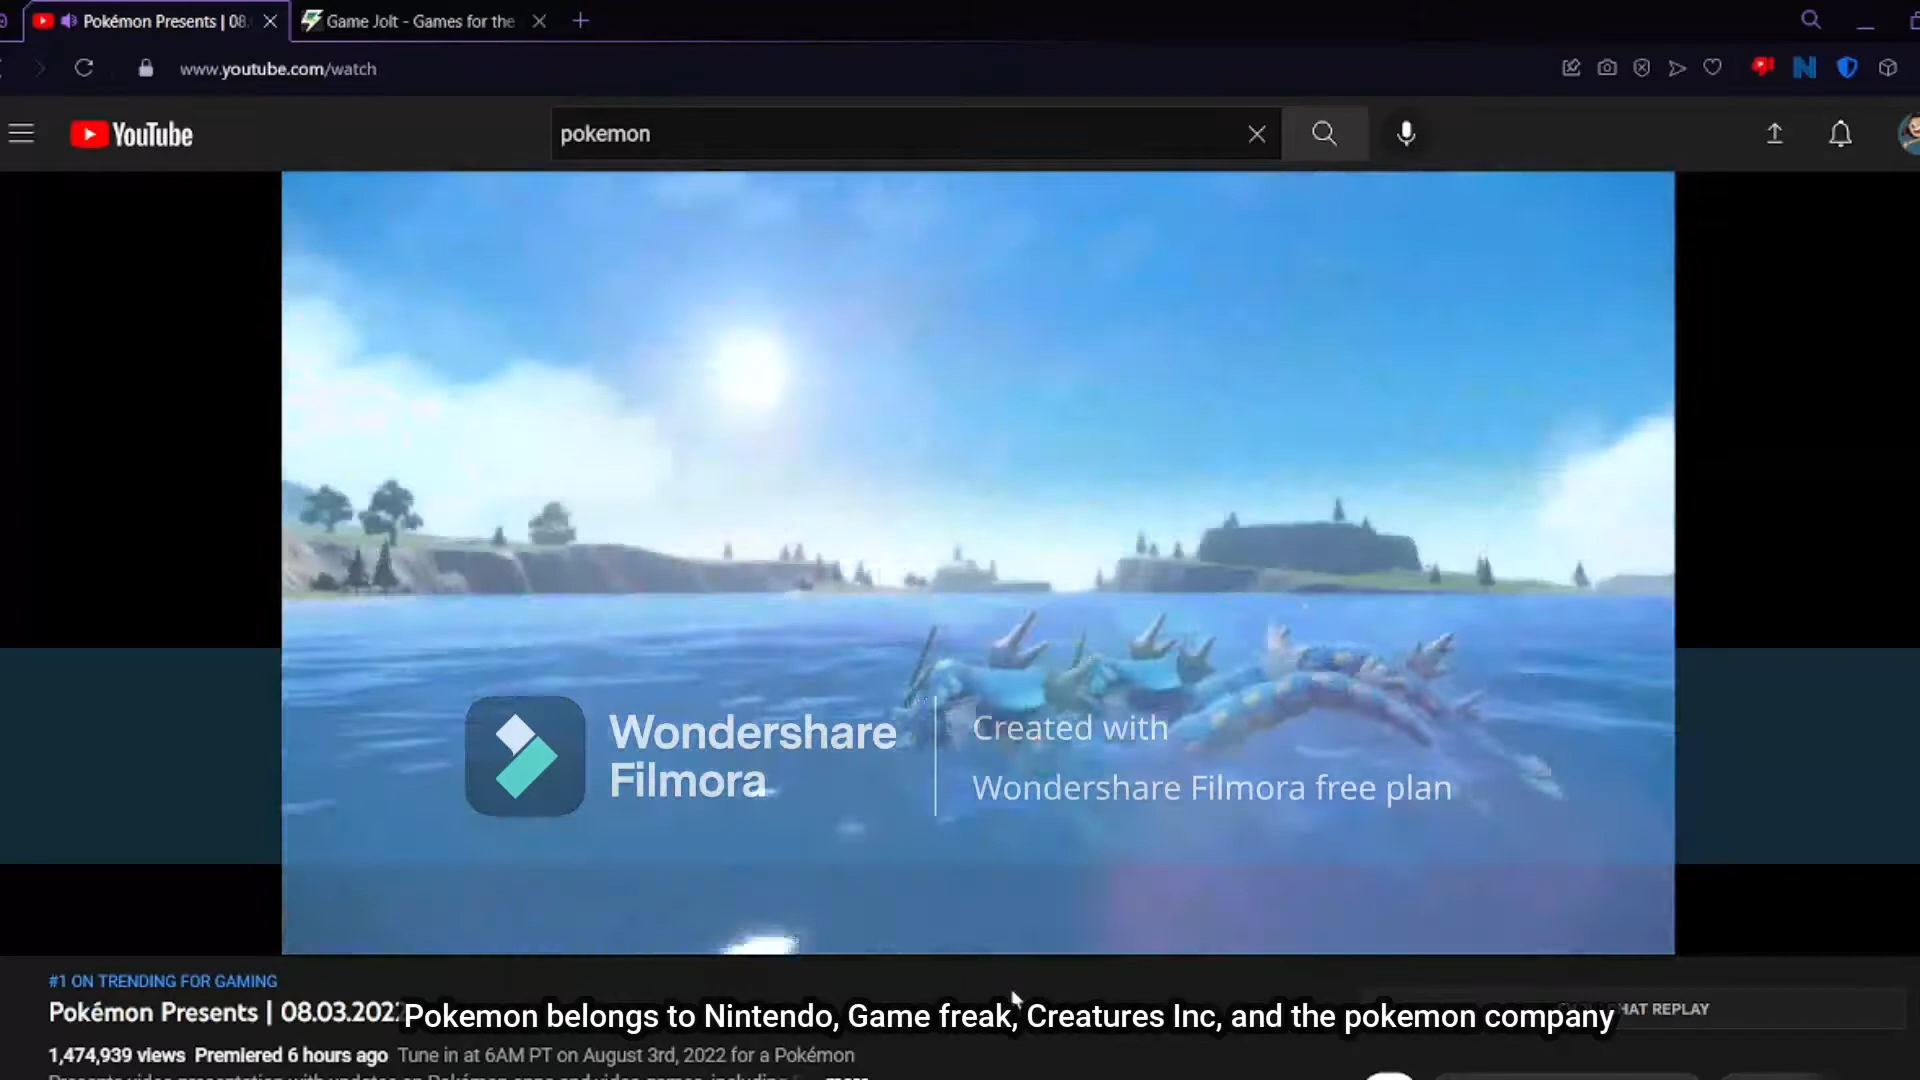 Pokémon Presents | 08.
Game Jolt - Games for the
www.youtube.com/watch
YouTube
pokemon
Wondershare
Filmora
Created with
Wondershare Filmora free plan
#1 ON TRENDING FOR GAMING
Pokémon Presents | 08.03.2022
HAT REPLAY
Pokemon belongs to Nintendo, Game freak, Creatures Inc, and the pokemon company
1,474,939 views Premiered 6 hours ago Tune in at 6AM PT on August 3rd, 2022 for a Pokémon